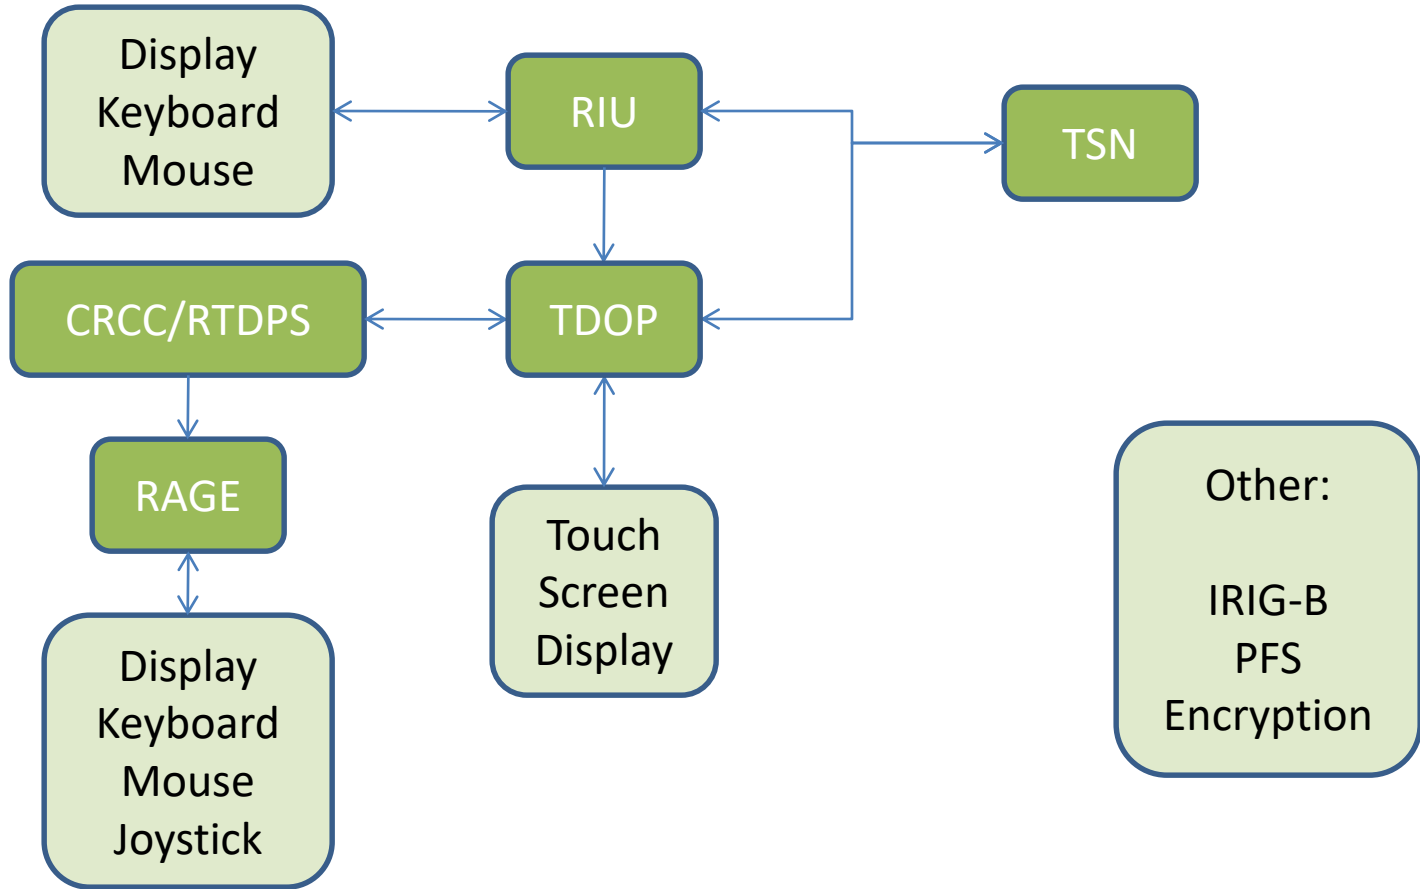 Display
Keyboard
Mouse
RIU
TSN
CRCC/RTDPS
TDOP
RAGE
Touch
Screen
Display
Other:
IRIG-B
PFS
Encryption
Display
Keyboard
Mouse
Joystick